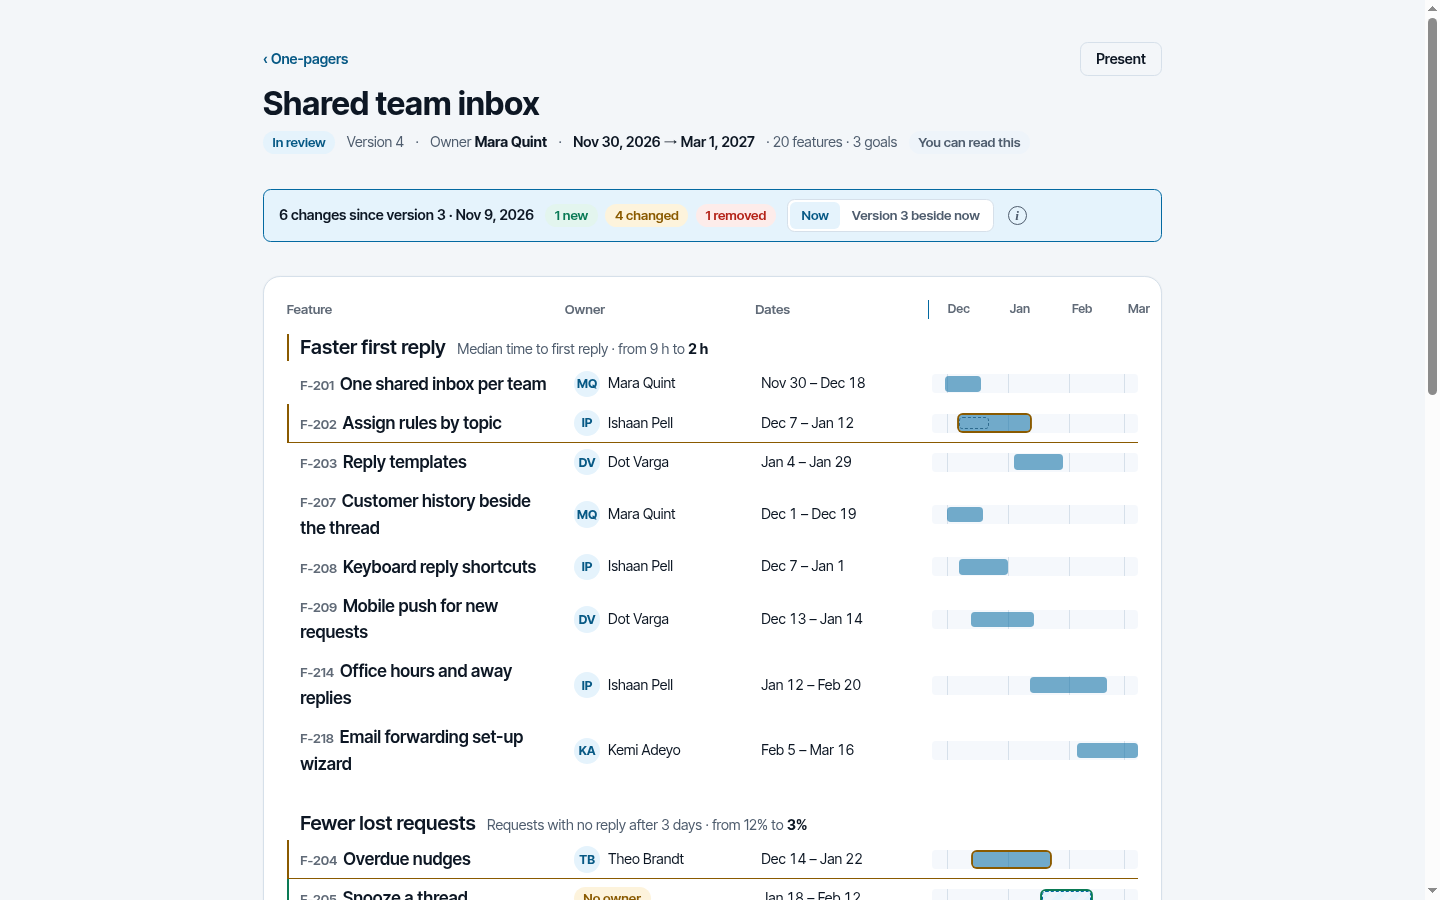 ‹ One-pagers
Present
Shared team inbox
In review Version 4 · Owner Mara Quint · Nov 30, 2026 → Mar 1, 2027 · 20 features · 3 goals You can read this
6 changes since version 3 · Nov 9, 2026 1 new 4 changed 1 removed Now Version 3 beside now i
Feature Owner Dates Dec Jan Feb Mar
Faster first reply Median time to first reply · from 9 h to 2 h
F-201 One shared inbox per team MQ Mara Quint Nov 30 – Dec 18
F-202 Assign rules by topic IP Ishaan Pell Dec 7 – Jan 12
F-203 Reply templates DV Dot Varga Jan 4 – Jan 29
F-207 Customer history beside
the thread
MQ Mara Quint Dec 1 – Dec 19
F-208 Keyboard reply shortcuts IP Ishaan Pell Dec 7 – Jan 1
F-209 Mobile push for new
requests
DV Dot Varga Dec 13 – Jan 14
F-214 Office hours and away
replies
IP Ishaan Pell Jan 12 – Feb 20
F-218 Email forwarding set-up
wizard
KA Kemi Adeyo Feb 5 – Mar 16
Fewer lost requests Requests with no reply after 3 days · from 12% to 3%
F-204 Overdue nudges TB Theo Brandt Dec 14 – Jan 22
F-205 Snooze a thread No owner Jan 18 – Feb 12